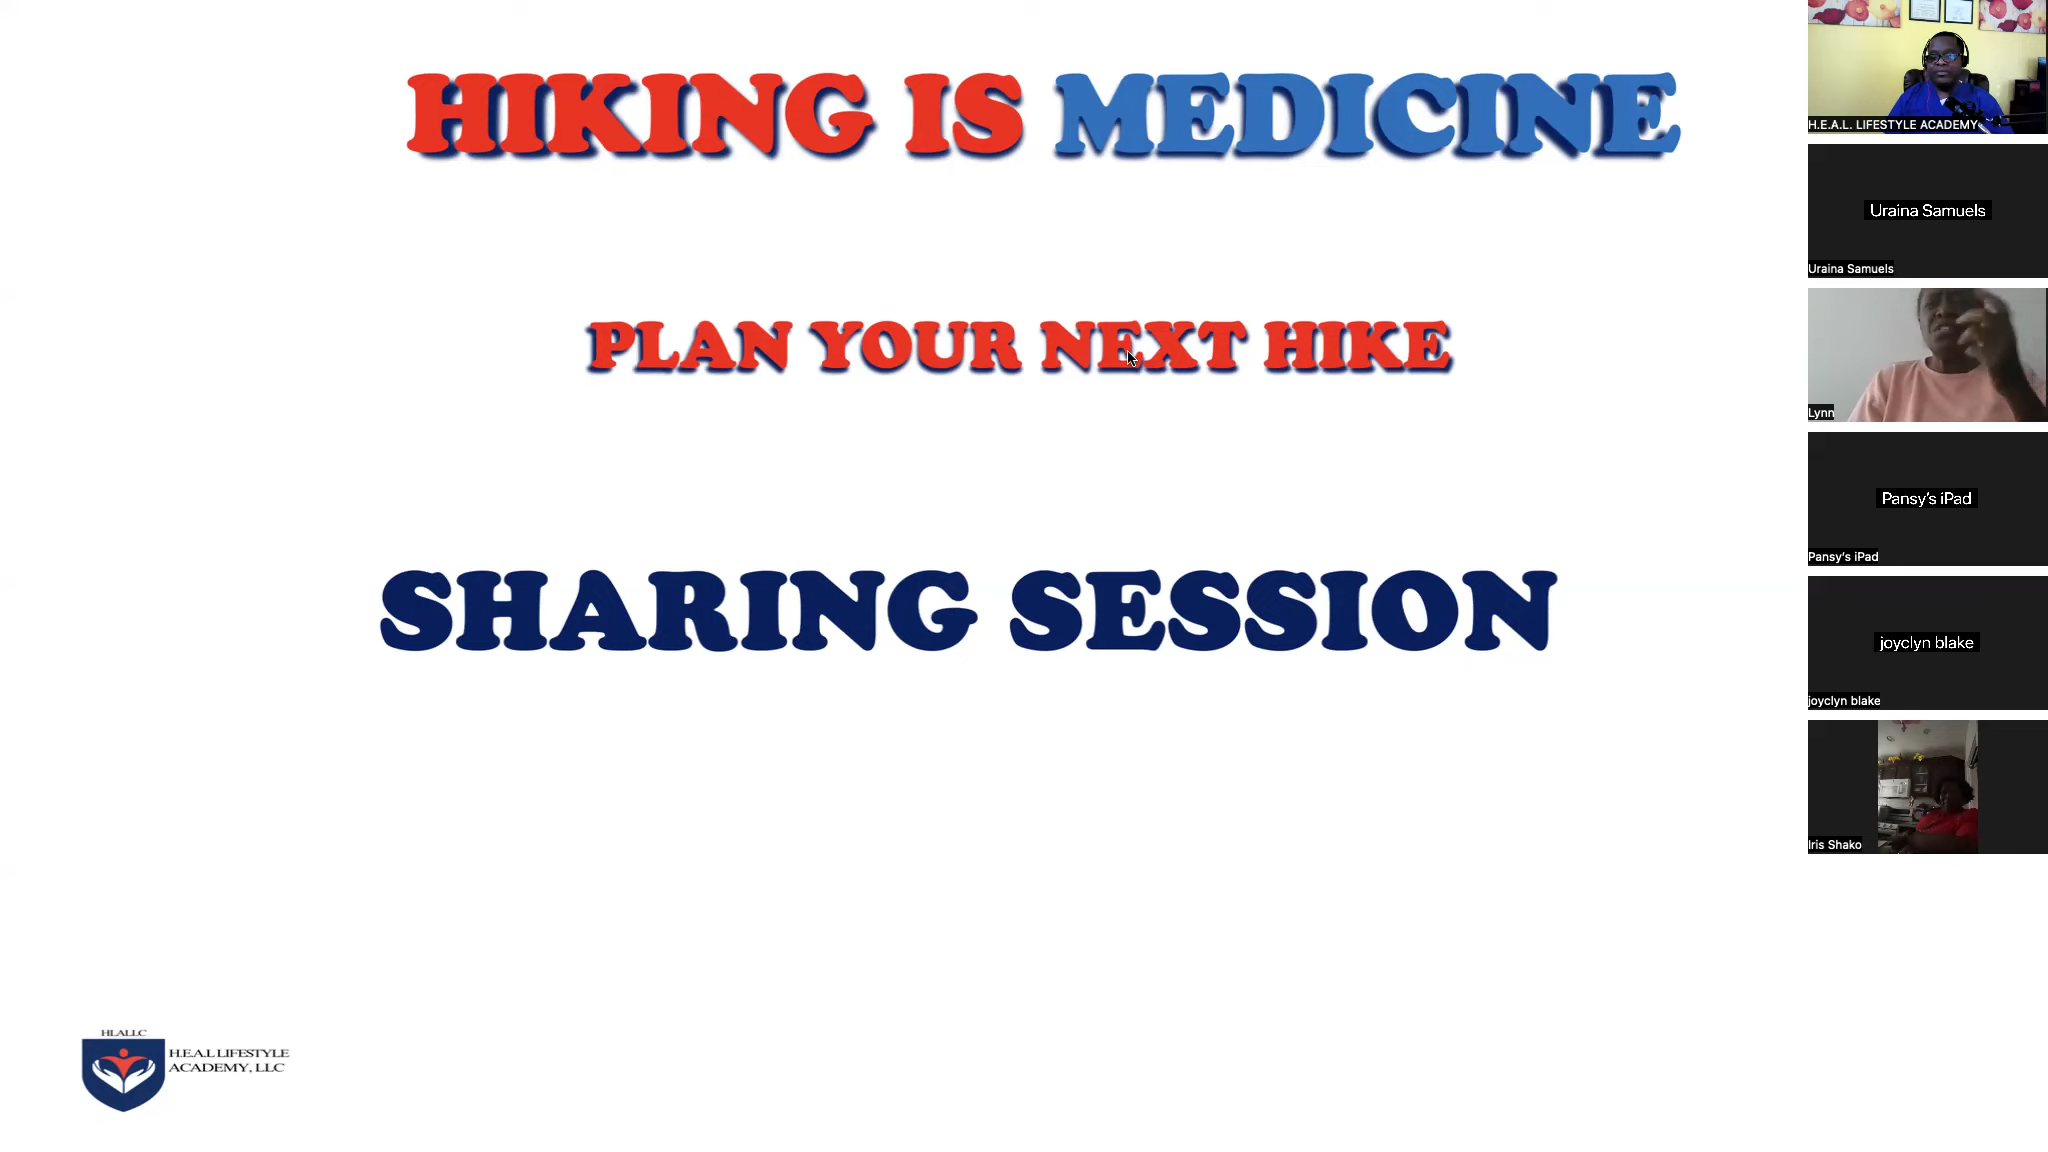 HIKING IS MEDICINE
PLAN YOUR NEXT HIKE
SHARING SESSION
HLALLC
H.E.A.L LIFESTYLE
ACADEMY, LLC
H.E.A.L. LIFESTYLE ACADEMY
Uraina Samuels
Uraina Samuels
Lynn
Pansy's iPad
Pansy's iPad
joyclyn blake
joyclyn blake
Iris Shako